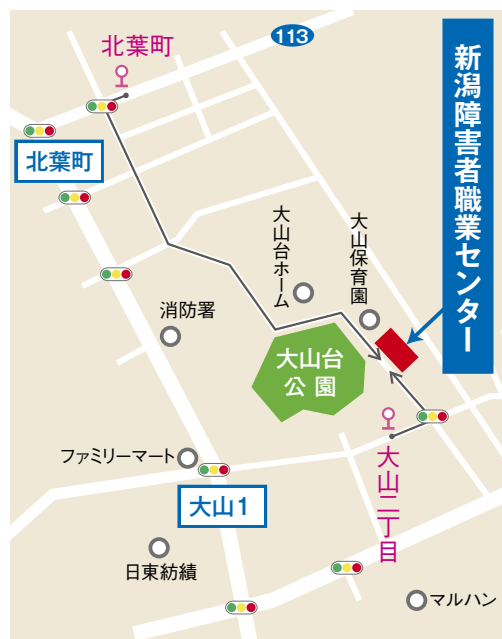 北葉町
113
新潟障害者職業センター
北葉町
大山台ホーム
大山保育園
消防署
大山台
公園
ファミリーマート
大山1
大山二丁目
日東紡績
マルハン